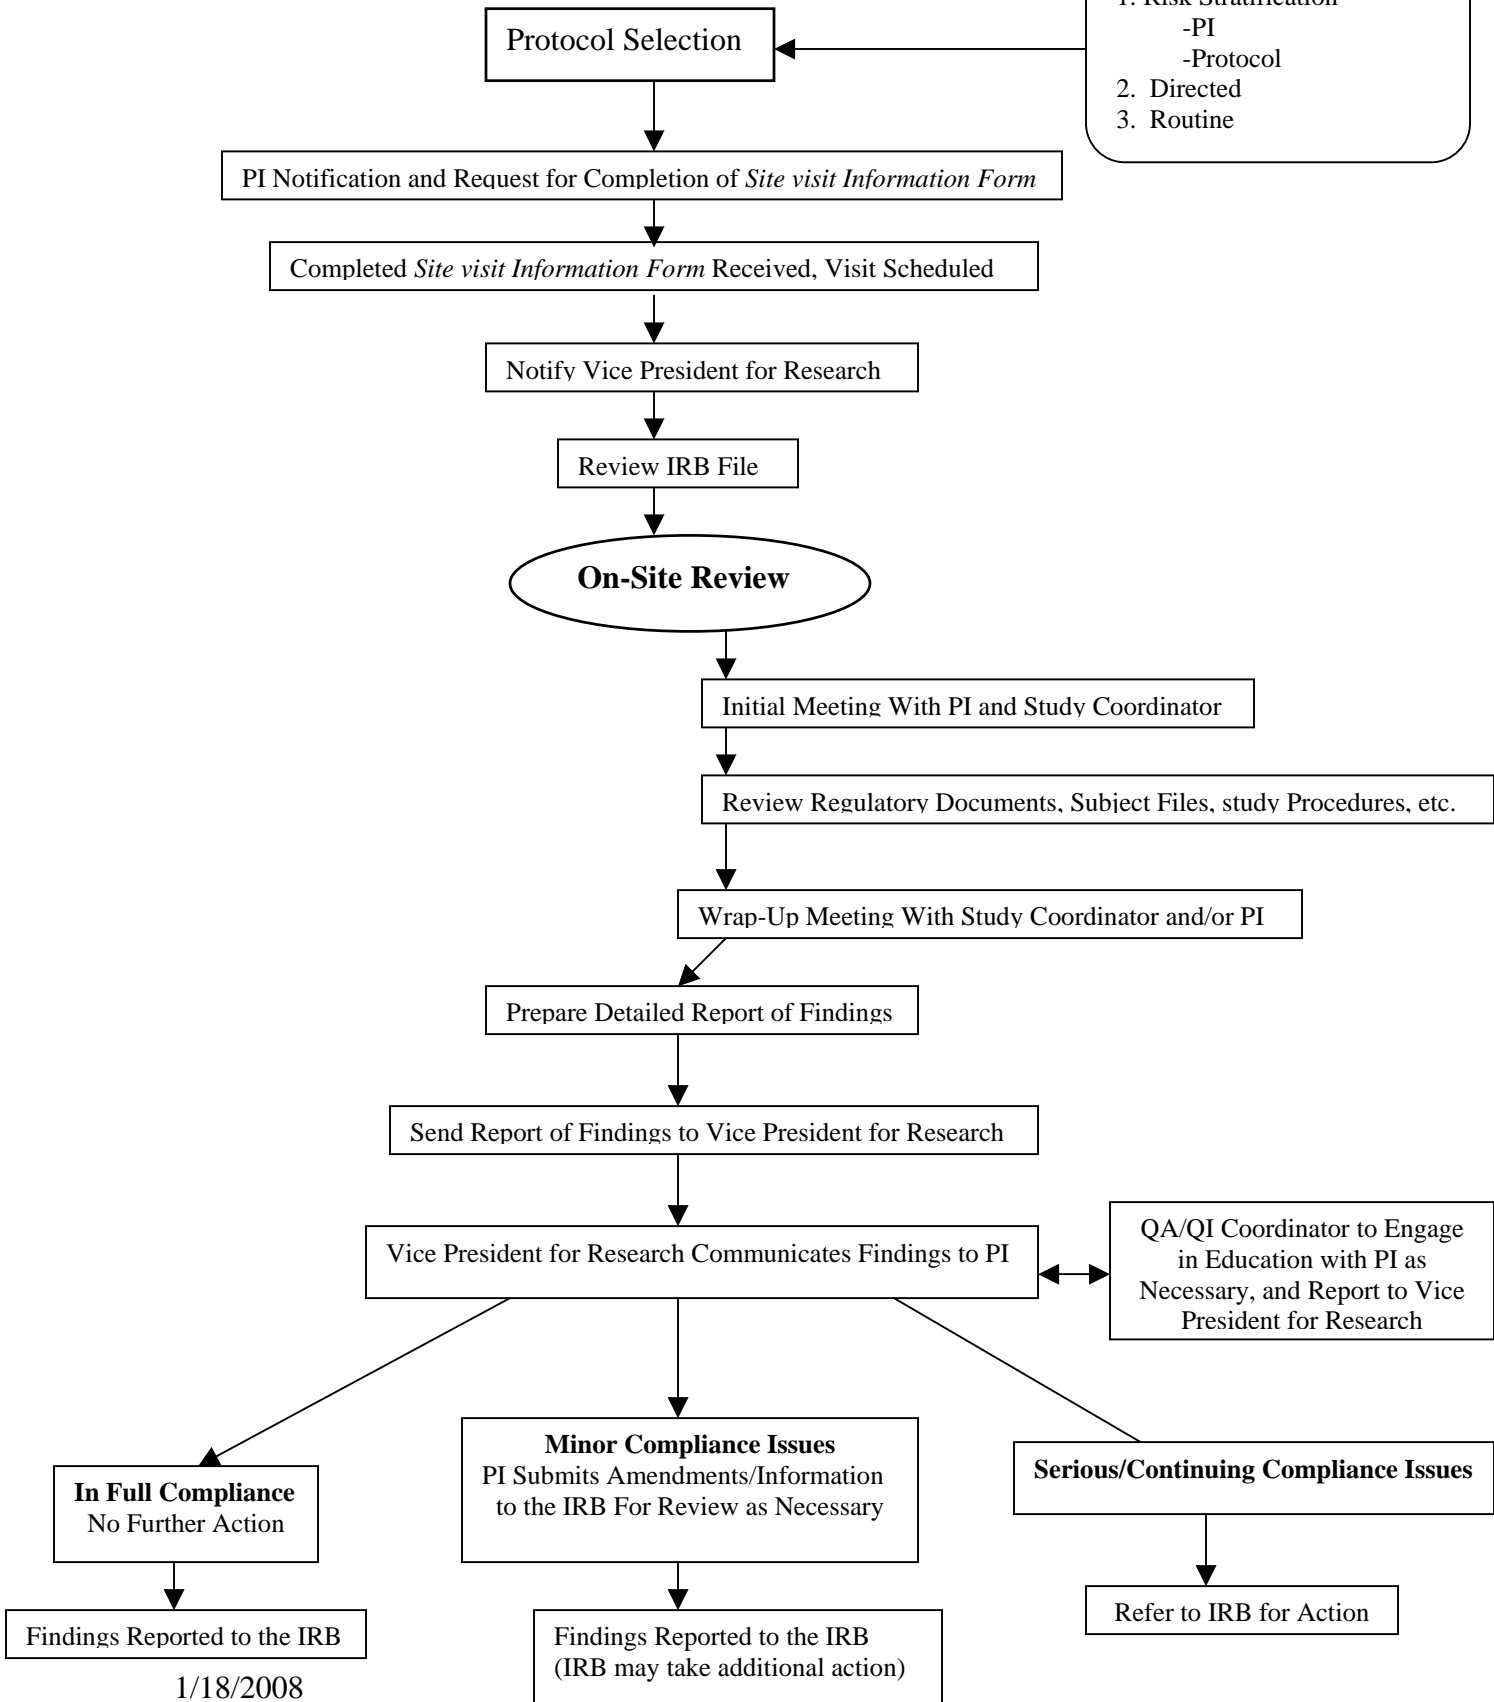 1. Risk Stratification
-PI
-Protocol
2. Directed
3. Routine
Protocol Selection
PI Notification and Request for Completion of Site visit Information Form
Completed Site visit Information Form Received, Visit Scheduled
Notify Vice President for Research
Review IRB File
On-Site Review
Initial Meeting With PI and Study Coordinator
Review Regulatory Documents, Subject Files, study Procedures, etc.
Wrap-Up Meeting With Study Coordinator and/or PI
Prepare Detailed Report of Findings
Send Report of Findings to Vice President for Research
Vice President for Research Communicates Findings to PI
QA/QI Coordinator to Engage
in Education with PI as
Necessary, and Report to Vice
President for Research
In Full Compliance
No Further Action
Minor Compliance Issues
PI Submits Amendments/Information
to the IRB For Review as Necessary
Serious/Continuing Compliance Issues
Findings Reported to the IRB
Findings Reported to the IRB
(IRB may take additional action)
Refer to IRB for Action
1/18/2008